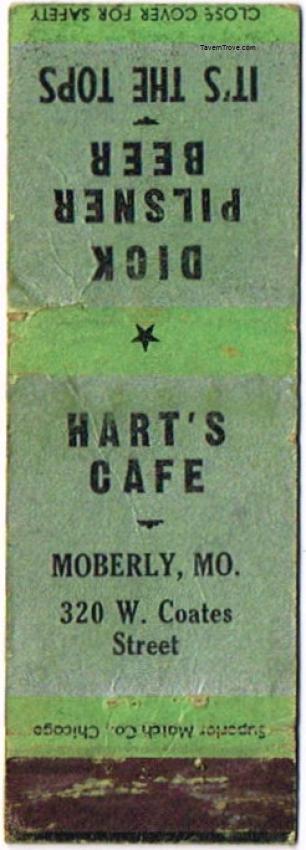 CLOSE COVER FOR SAFETY
TavernTrove.com
DICK
PILSNER
BEER
IT'S THE TOPS
HART'S
CAFE
MOBERLY, MO.
320 W. Coates
Street
Superior Match Co., Chicago